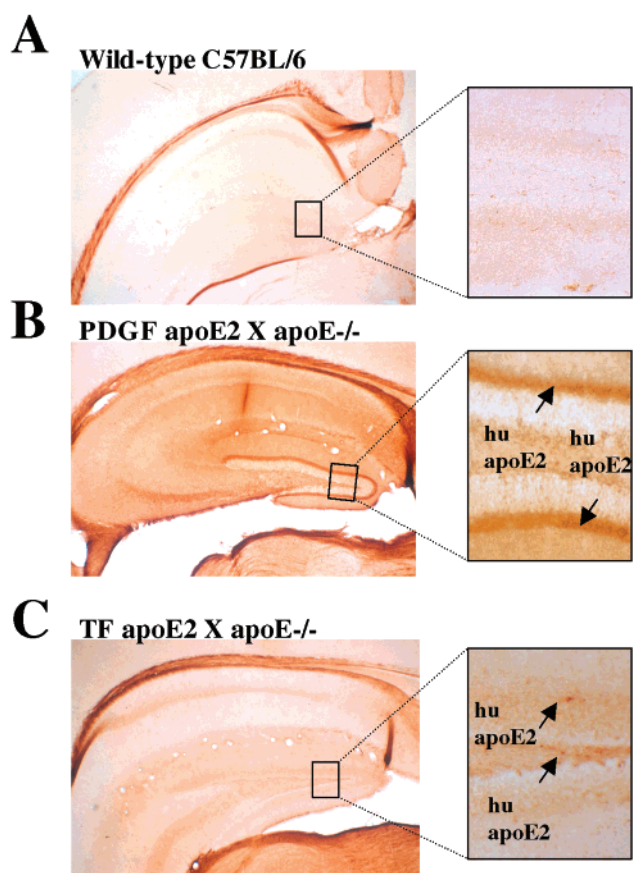 A
Wild-type C57BL/6
B
PDGF apoE2 X apoE-/-
hu
apoE2
hu
apoE2
C
TF apoE2 X apoE-/-
hu
apoE2
hu
apoE2